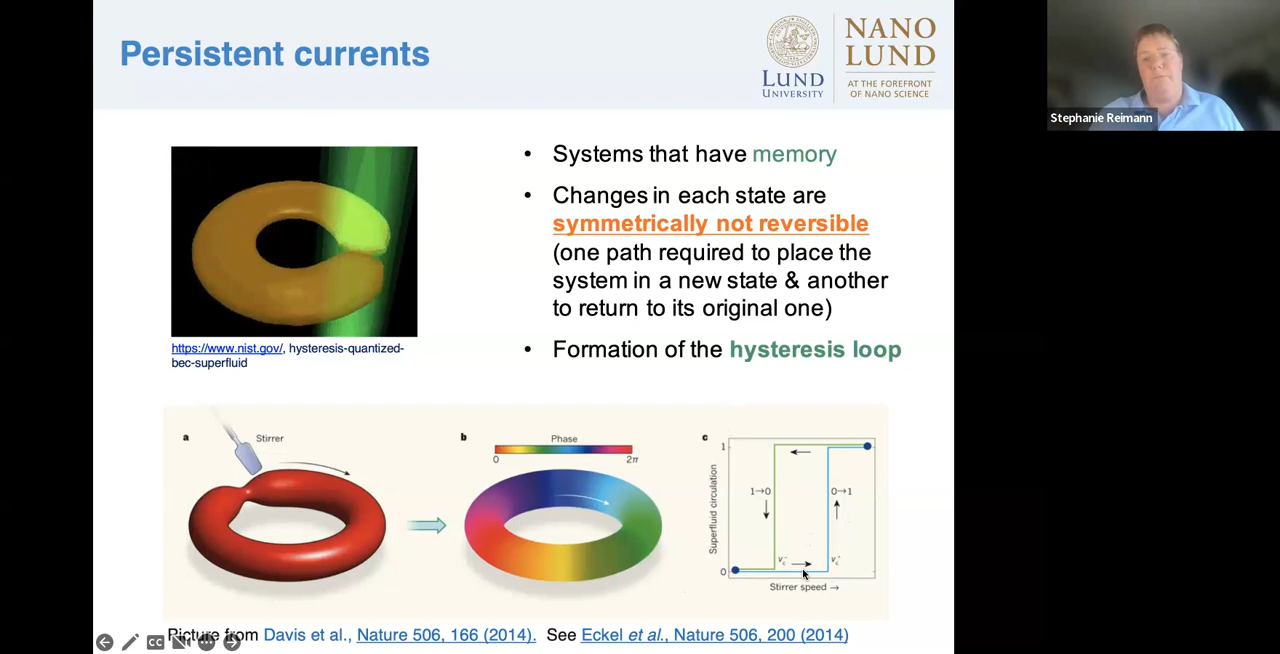 Persistent currents
LUND
UNIVERSITY
NANO
LUND
AT THE FOREFRONT
OF NANO SCIENCE
Stephanie Reimann
• Systems that have memory
• Changes in each state are
symmetrically not reversible
(one path required to place the
system in a new state & another
to return to its original one)
• Formation of the hysteresis loop
https://www.nist.gov/, hysteresis-quantized-
bec-superfluid
a
Stirrer
b
Phase
0
2π
c
1
Superfluid circulation
1→0
0→1
v_c^-
v_c^+
0
Stirrer speed →
CC
Picture from Davis et al., Nature 506, 166 (2014). See Eckel et al., Nature 506, 200 (2014)